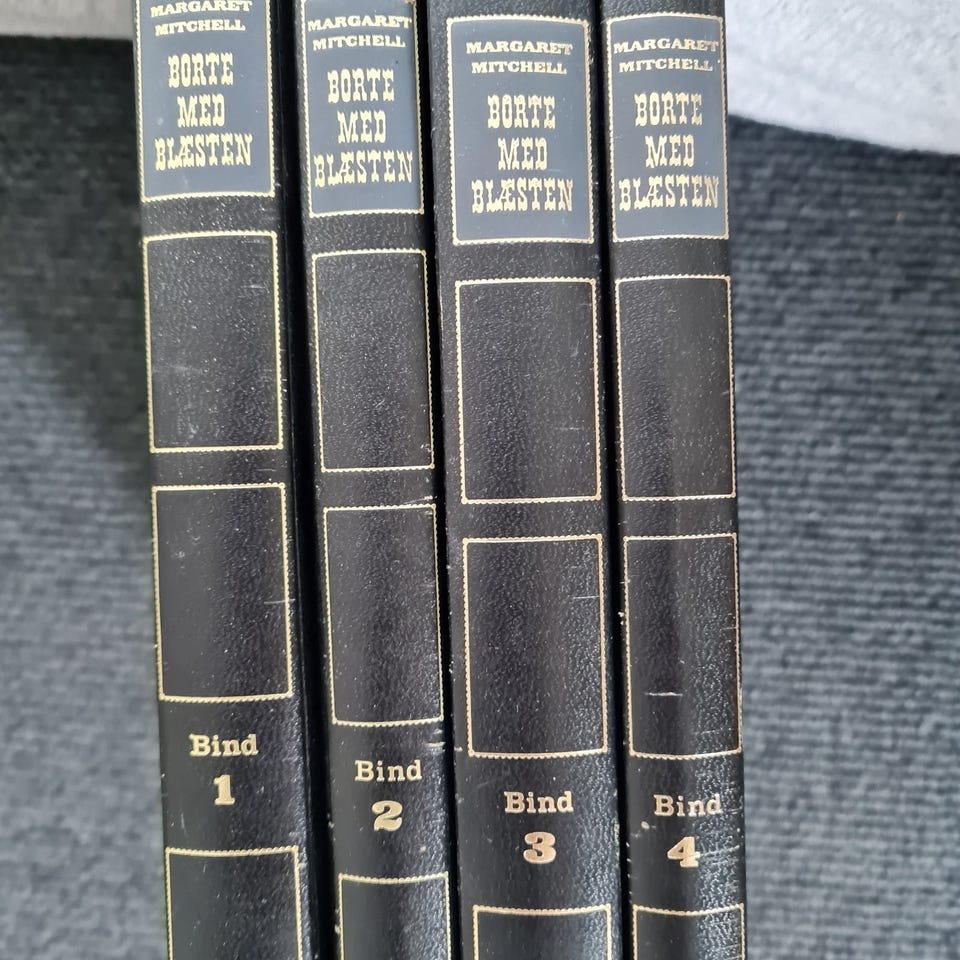 MARGARET
MITCHELL
BORTE
MED
BLÆSTEN
Bind
1
MARGARET
MITCHELL
BORTE
MED
BLÆSTEN
Bind
2
MARGARET
MITCHELL
BORTE
MED
BLÆSTEN
Bind
3
MARGARET
MITCHELL
BORTE
MED
BLÆSTEN
Bind
4